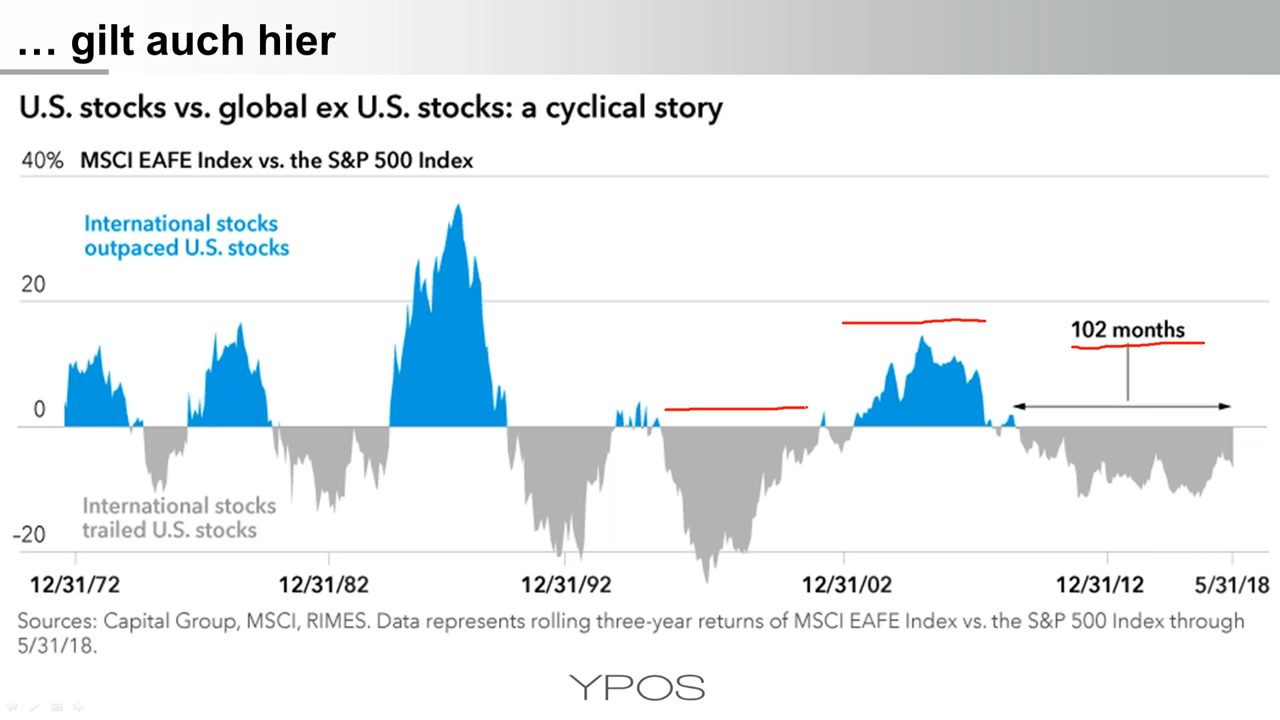 ... gilt auch hier
U.S. stocks vs. global ex U.S. stocks: a cyclical story
40% MSCI EAFE Index vs. the S&P 500 Index
International stocks
outpaced U.S. stocks
20
102 months
0
International stocks
trailed U.S. stocks
-20
12/31/72 12/31/82 12/31/92 12/31/02 12/31/12 5/31/18
Sources: Capital Group, MSCI, RIMES. Data represents rolling three-year returns of MSCI EAFE Index vs. the S&P 500 Index through
5/31/18.
YPOS